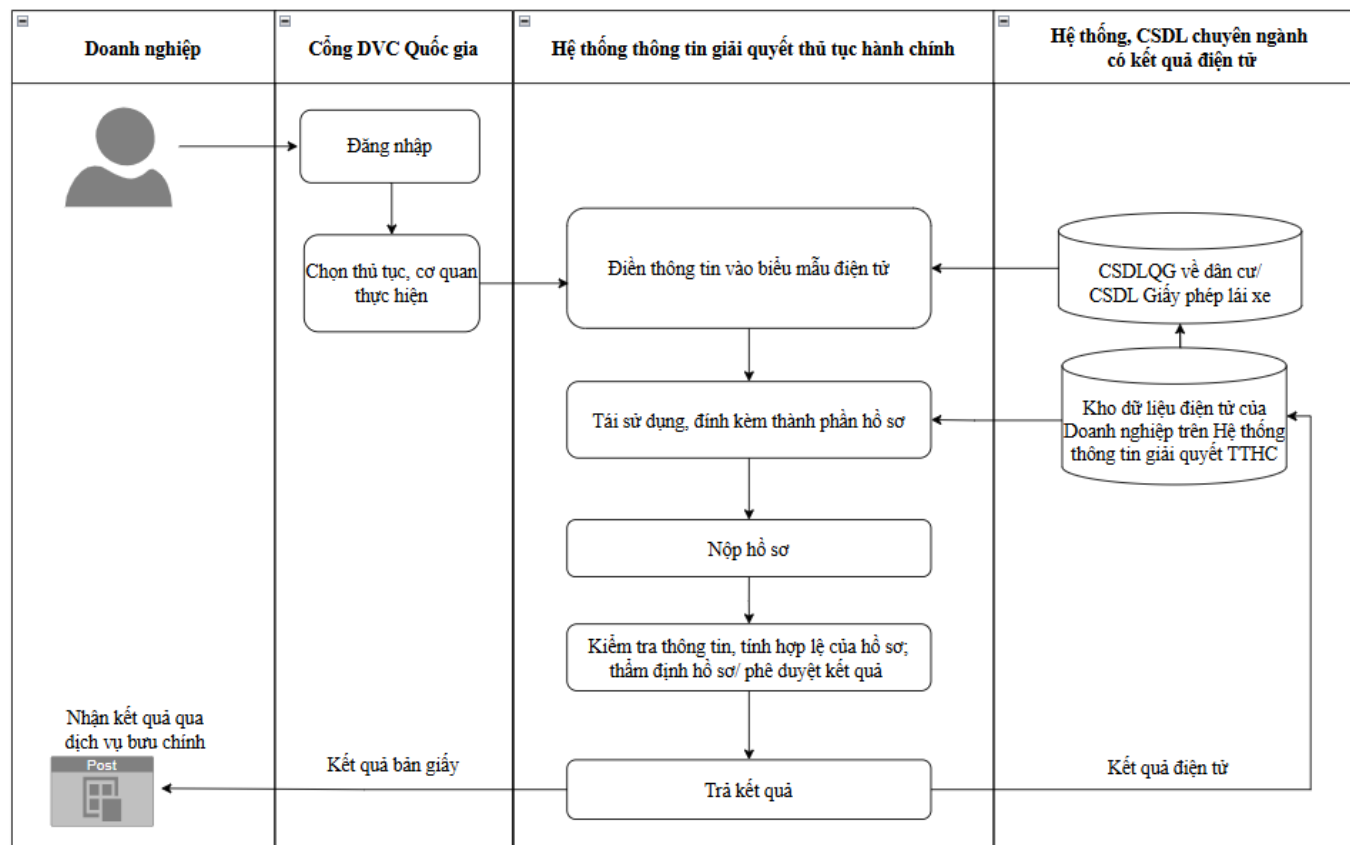 Doanh nghiệp
Cổng DVC Quốc gia
Hệ thống thông tin giải quyết thủ tục hành chính
Hệ thống, CSDL chuyên ngành
có kết quả điện tử
Đăng nhập
Chọn thủ tục, cơ quan
thực hiện
Điền thông tin vào biểu mẫu điện tử
CSDLQG về dân cư/
CSDL Giấy phép lái xe
Tái sử dụng, đính kèm thành phần hồ sơ
Kho dữ liệu điện tử của
Doanh nghiệp trên Hệ thống
thông tin giải quyết TTHC
Nộp hồ sơ
Kiểm tra thông tin, tính hợp lệ của hồ sơ;
thẩm định hồ sơ/ phê duyệt kết quả
Nhận kết quả qua
dịch vụ bưu chính
Post
Kết quả bản giấy
Trả kết quả
Kết quả điện tử